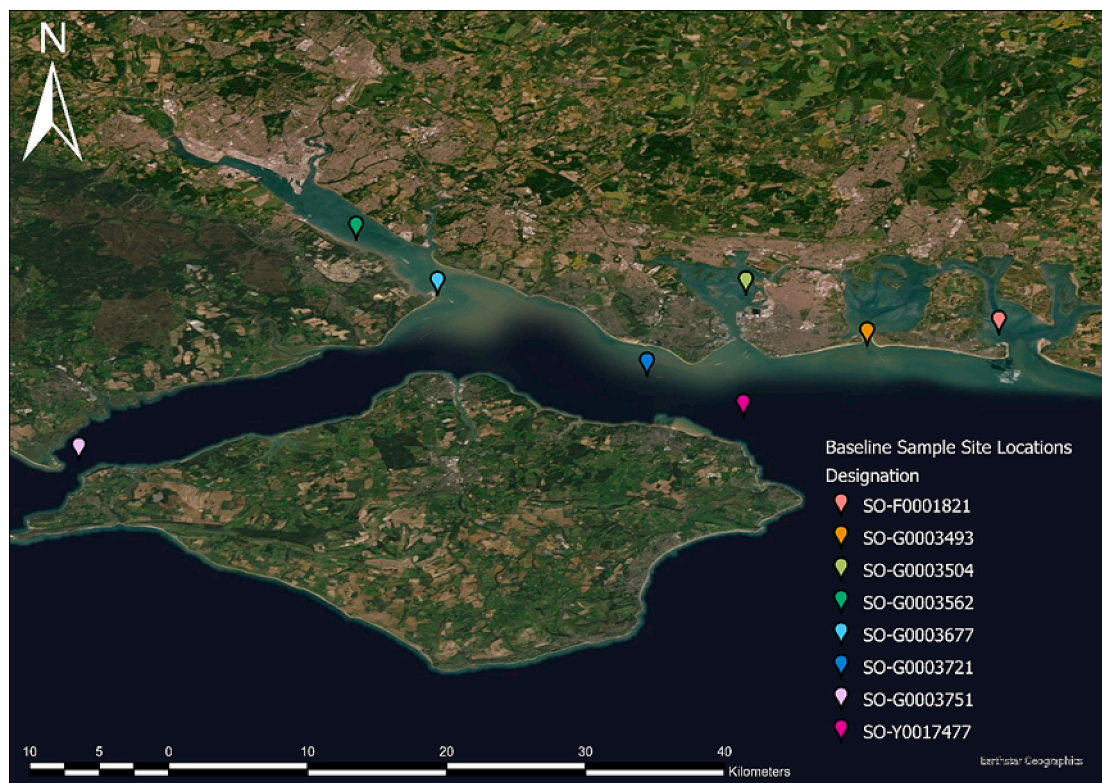 N
Baseline Sample Site Locations
Designation
SO-F0001821
SO-G0003493
SO-G0003504
SO-G0003562
SO-G0003677
SO-G0003721
SO-G0003751
SO-Y0017477
10 5 0 10 20 30 40
Kilometers
Earthstar Geographics